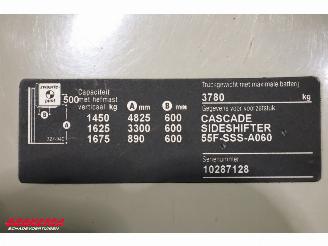 Capaciteit
met hefmast
verticaal kg
A mm
B mm
500
B
A
1450 4825 600
1625 3300 600
1675 890 600
Truckgewicht met maximale batterij
3780 kg
Gegevens voor voorzetstuk
CASCADE
SIDESHIFTER
55F-SSS-A060
Serienummer
10287128
SCHADEVOERTUIGEN